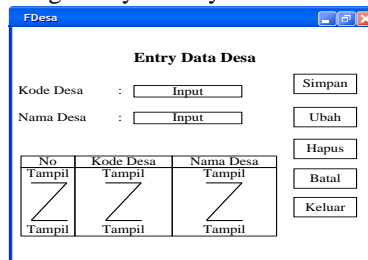 FDesa
Entry Data Desa
Kode Desa : Input
Nama Desa : Input
Simpan
Ubah
Hapus
Batal
Keluar
No Kode Desa Nama Desa
Tampil Tampil Tampil
Tampil Tampil Tampil